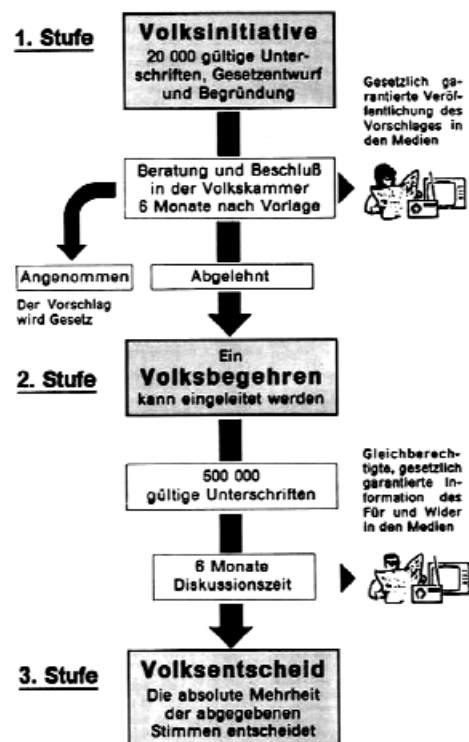 1. Stufe
Volksinitiative
20 000 gültige Unter-
schriften, Gesetzentwurf
und Begründung
Gesetzlich ga-
rantierte Veröf-
fentlichung des
Vorschlages in
den Medien
Beratung und Beschluß
in der Volkskammer
6 Monate nach Vorlage
Angenommen
Abgelehnt
Der Vorschlag
wird Gesetz
2. Stufe
Ein
Volksbegehren
kann eingeleitet werden
500 000
gültige Unterschriften
Gleichberech-
tigte, gesetzlich
garantierte In-
formation des
Für und Wider
in den Medien
6 Monate
Diskussionszeit
3. Stufe
Volksentscheid
Die absolute Mehrheit
der abgegebenen
Stimmen entscheidet